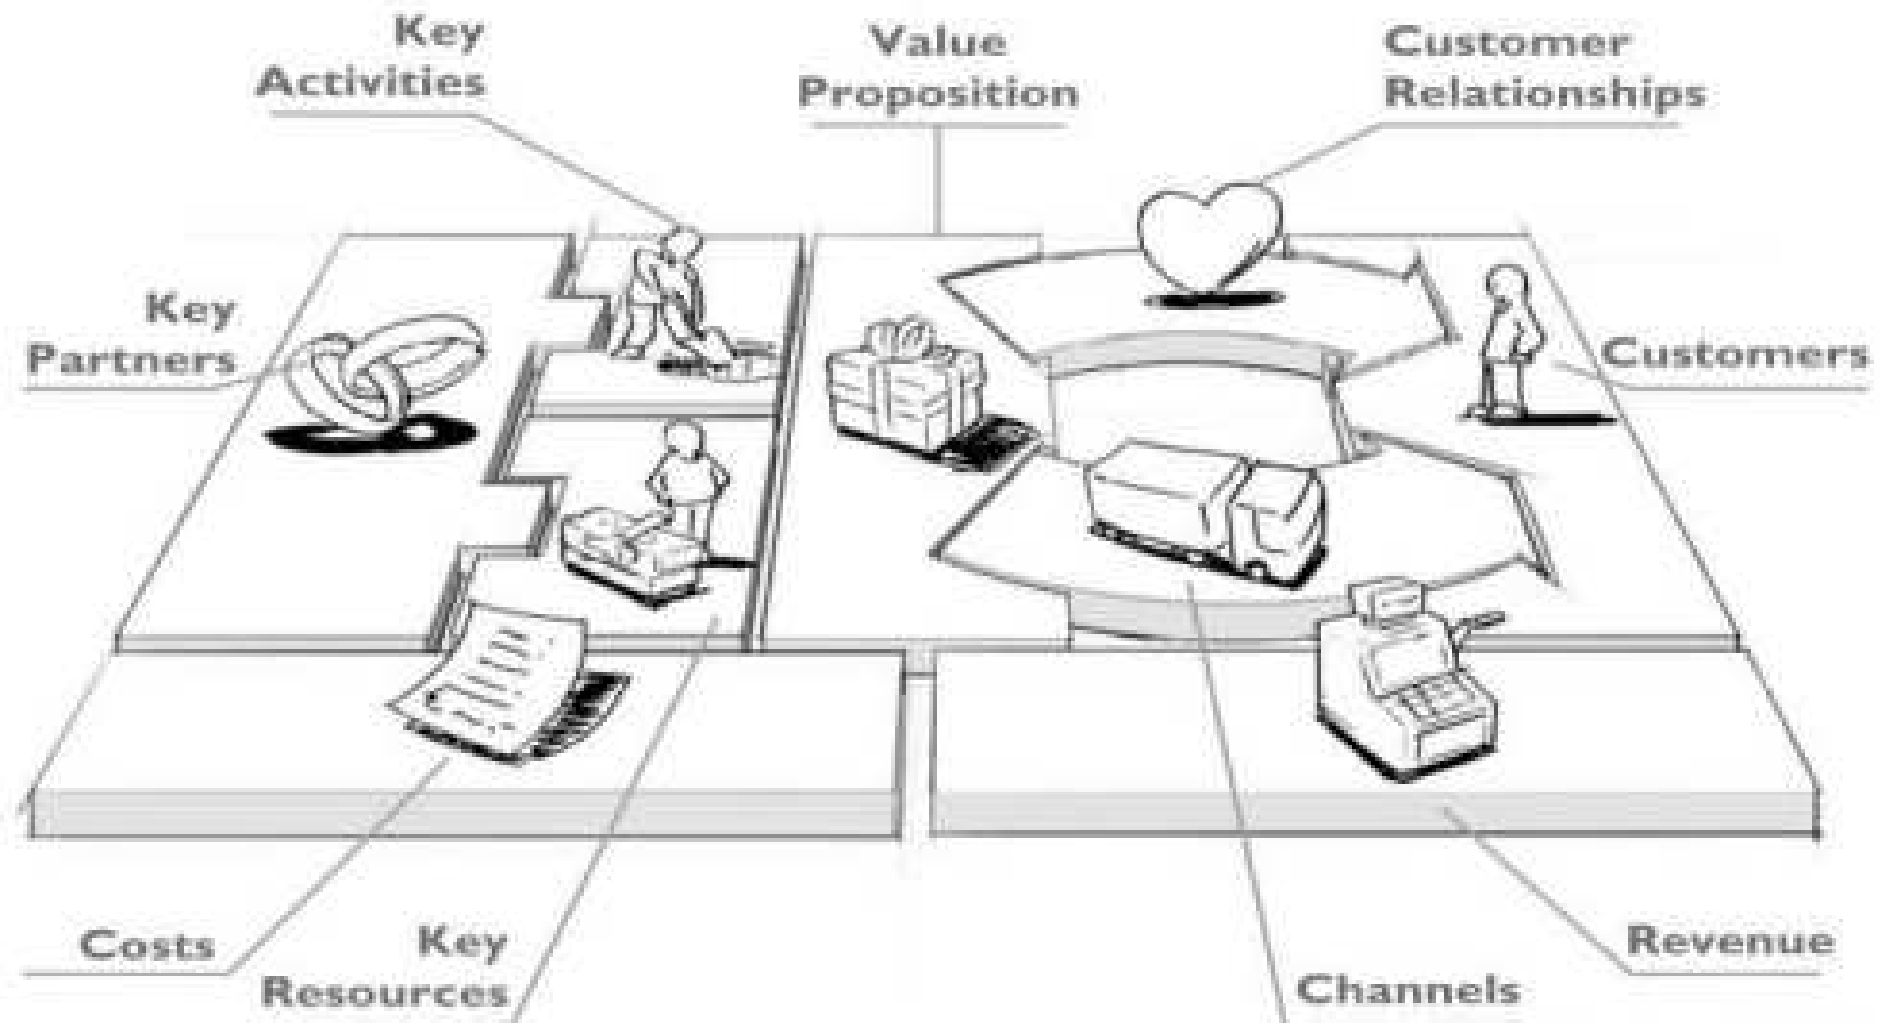 Key
Activities
Value
Proposition
Customer
Relationships
Key
Partners
Customers
Costs
Key
Resources
Channels
Revenue